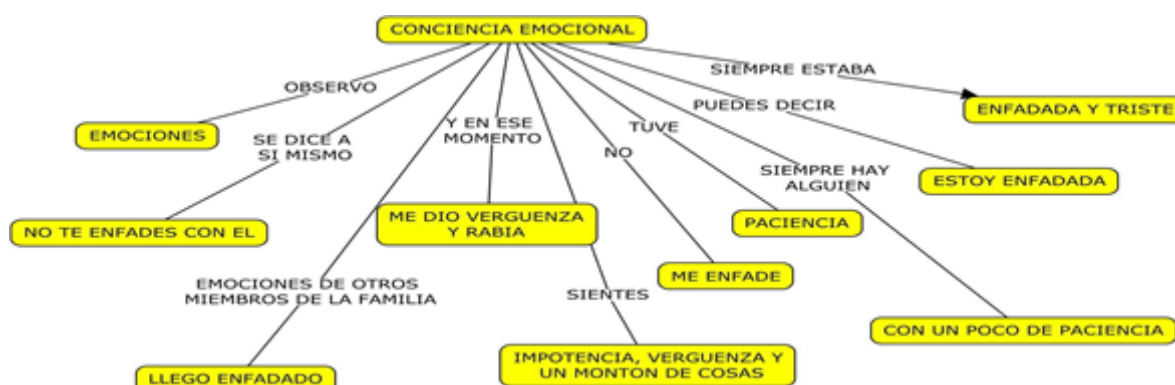 CONCIENCIA EMOCIONAL
OBSERVO
EMOCIONES
SE DICE A
SI MISMO
NO TE ENFADES CON EL
EMOCIONES DE OTROS
MIEMBROS DE LA FAMILIA
LLEGO ENFADADO
Y EN ESE
MOMENTO
ME DIO VERGUENZA
Y RABIA
SIENTES
IMPOTENCIA, VERGUENZA Y
UN MONTON DE COSAS
NO
ME ENFADE
TUVE
PACIENCIA
SIEMPRE HAY
ALGUIEN
CON UN POCO DE PACIENCIA
PUEDES DECIR
ESTOY ENFADADA
SIEMPRE ESTABA
ENFADADA Y TRISTE